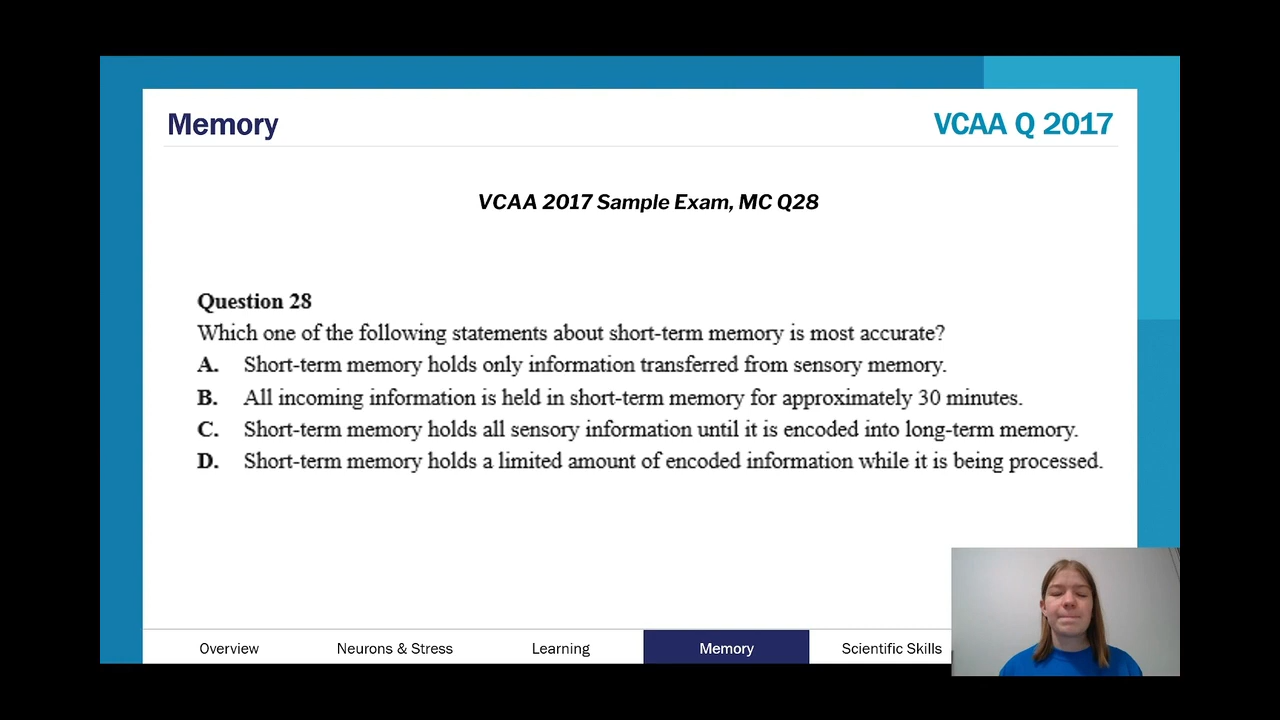 Memory
VCAA Q 2017
VCAA 2017 Sample Exam, MC Q28
Question 28
Which one of the following statements about short-term memory is most accurate?
A. Short-term memory holds only information transferred from sensory memory.
B. All incoming information is held in short-term memory for approximately 30 minutes.
C. Short-term memory holds all sensory information until it is encoded into long-term memory.
D. Short-term memory holds a limited amount of encoded information while it is being processed.
Overview
Neurons & Stress
Learning
Memory
Scientific Skills